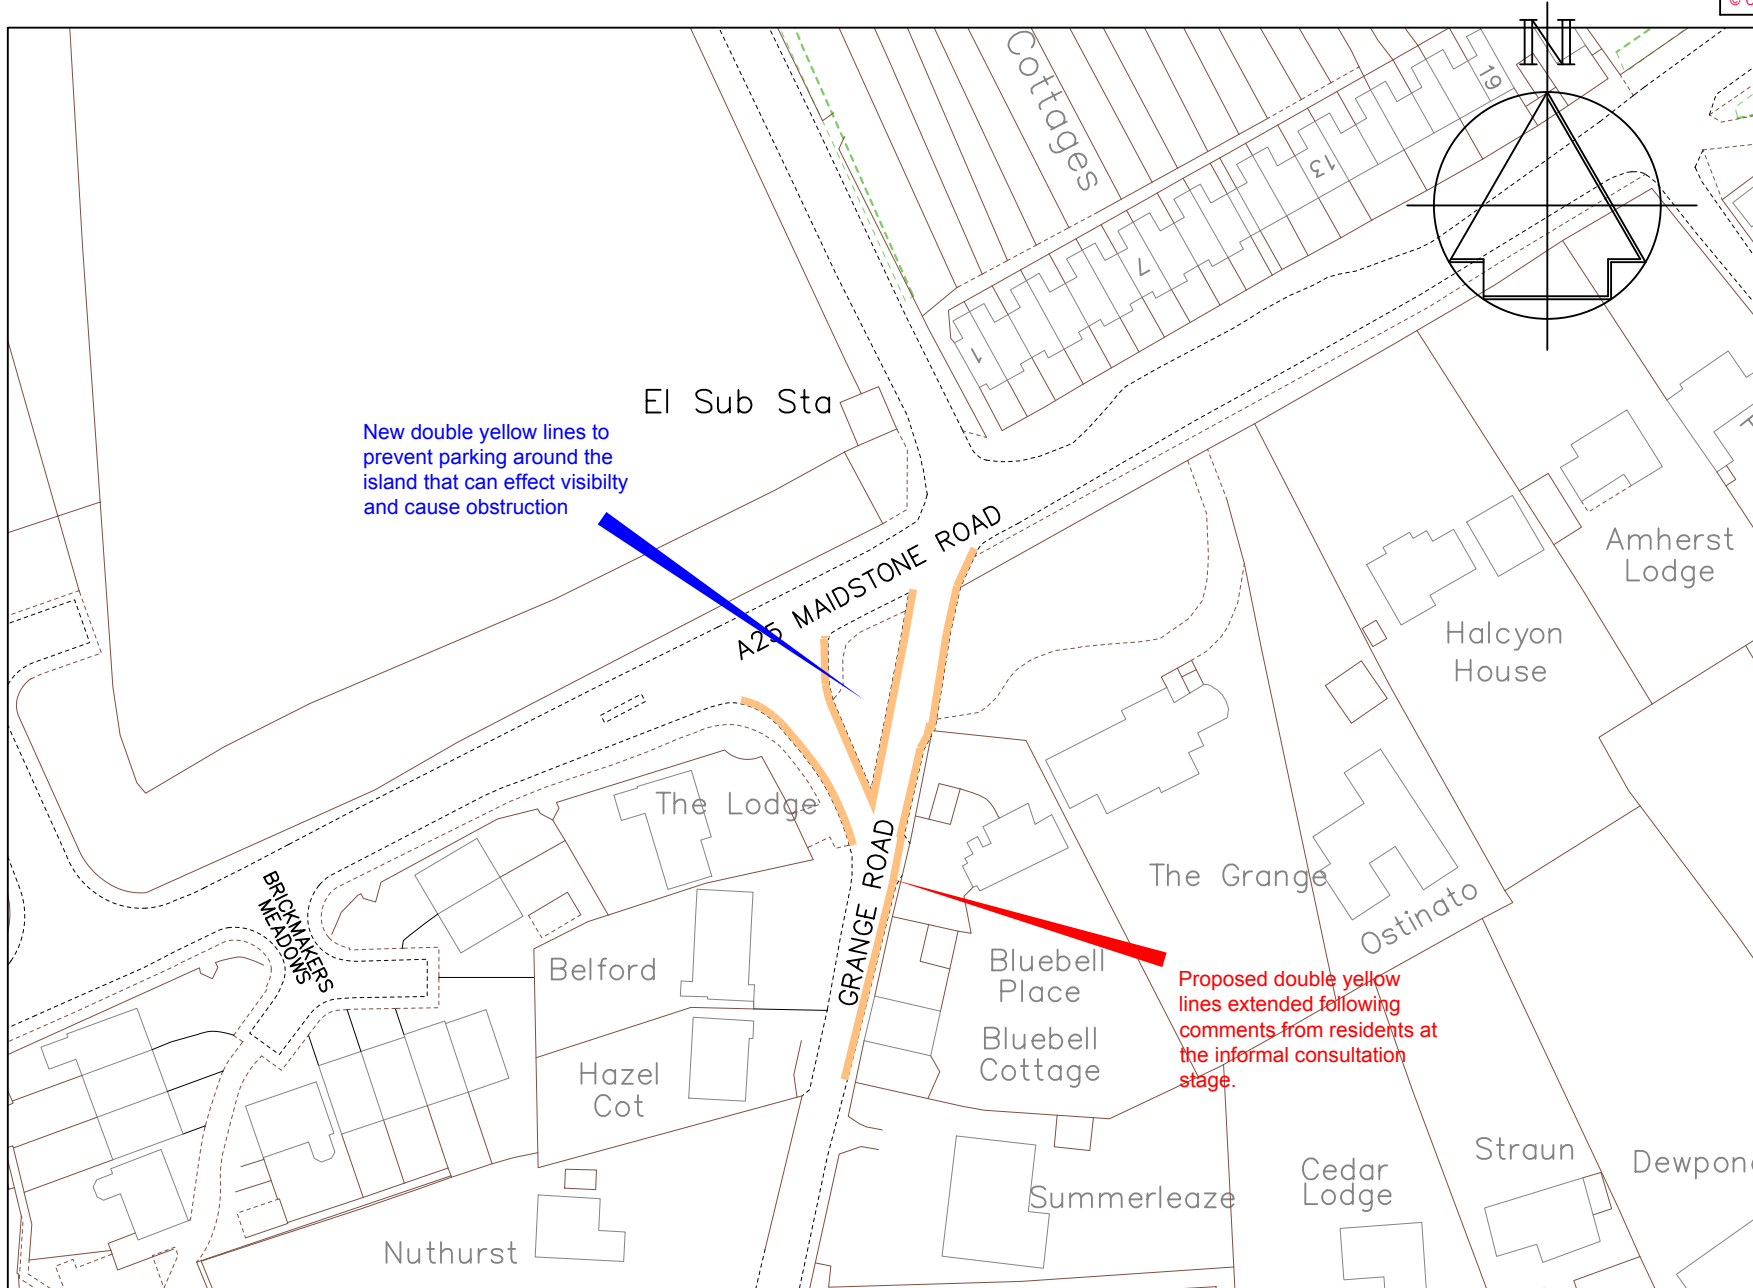 N
Cottages
19
13
7
1
El Sub Sta
New double yellow lines to
prevent parking around the
island that can effect visibilty
and cause obstruction
A25 MAIDSTONE ROAD
Amherst
Lodge
Halcyon
House
The Lodge
GRANGE ROAD
The Grange
Ostinato
BRICKMAKERS
MEADOWS
Belford
Bluebell
Place
Proposed double yellow
lines extended following
comments from residents at
the informal consultation
stage.
Bluebell
Cottage
Hazel
Cot
Straun
Cedar
Lodge
Summerleaze
Nuthurst